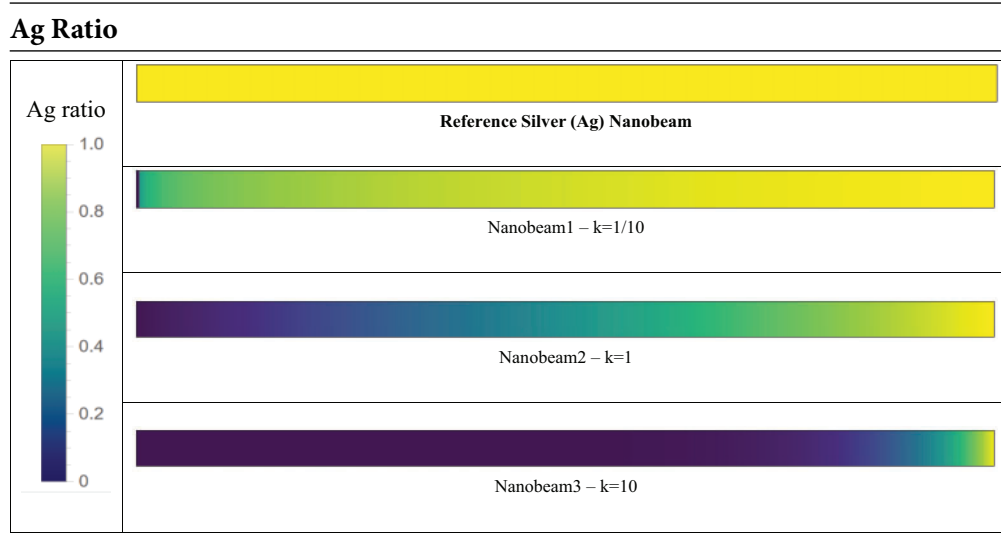 Ag Ratio
Ag ratio
1.0
0.8
0.6
0.4
0.2
0
Reference Silver (Ag) Nanobeam
Nanobeam1 – k=1/10
Nanobeam2 – k=1
Nanobeam3 – k=10